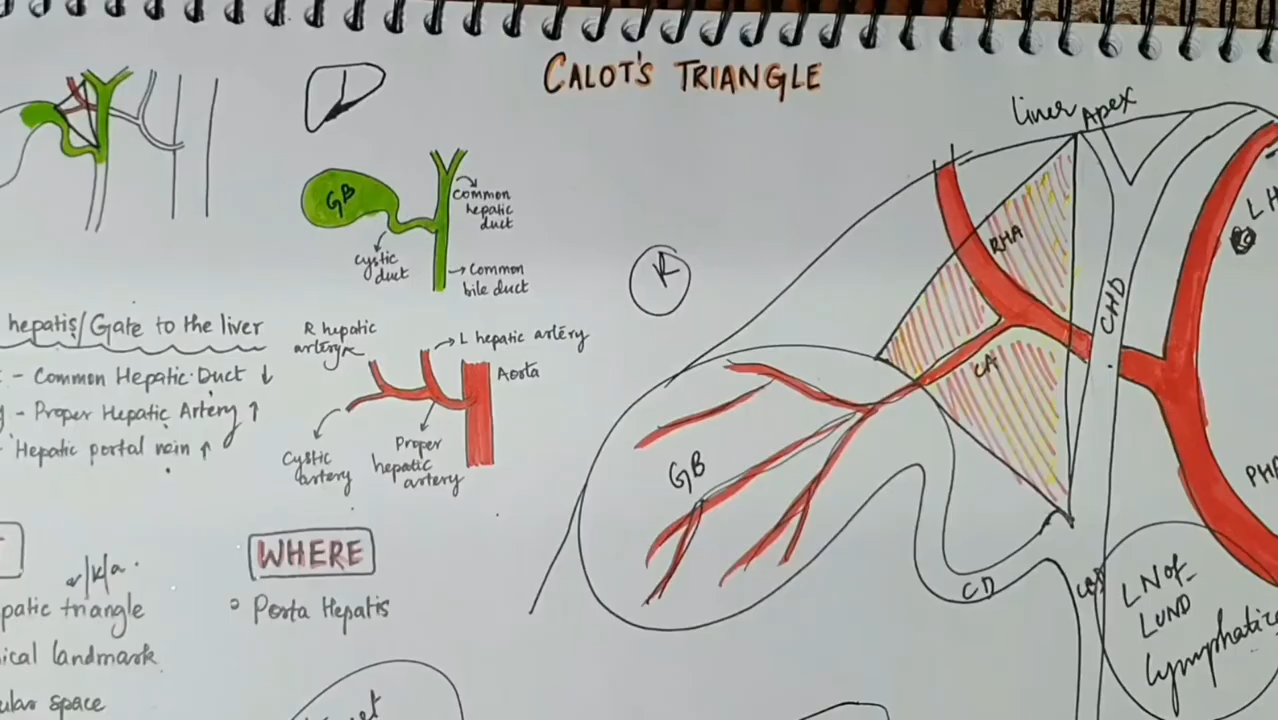 CALOT'S TRIANGLE
GB
Common
hepatic
duct
Cystic
duct
Common
bile duct
hepatis/Gate to the liver
- Common Hepatic Duct ↓
- Proper Hepatic Artery ↑
Hepatic portal vein ↑
R hepatic
artery
L hepatic artery
Aorta
Cystic
artery
Proper
hepatic
artery
a/k/a.
patic triangle
ical landmark
ular space
WHERE
Porta Hepatis
R
liver
Apex
RHA
CA
CHD
LH
GB
CD
PHA
LN of
LUND
lymphatic